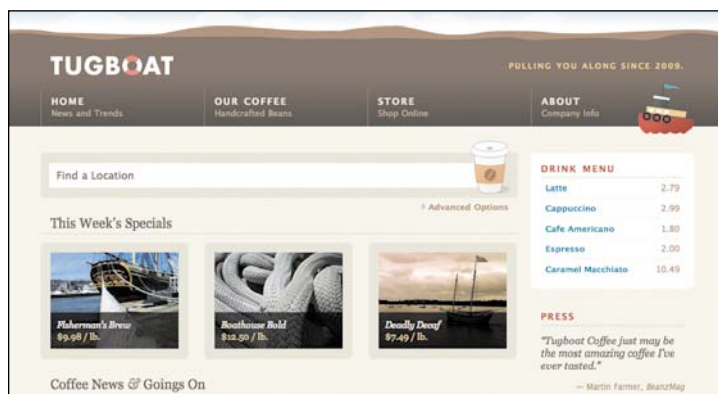 TUGBOAT
PULLING YOU ALONG SINCE 2009.
HOME
News and Trends
OUR COFFEE
Handcrafted Beans
STORE
Shop Online
ABOUT
Company Info
Find a Location
Advanced Options
This Week's Specials
Fisherman's Brew
$9.98 / lb.
Boathouse Bold
$12.50 / lb.
Deadly Decaf
$7.49 / lb.
Coffee News & Goings On
DRINK MENU
Latte 2.79
Cappuccino 2.99
Cafe Americano 1.80
Espresso 2.00
Caramel Macchiato 10.49
PRESS
"Tugboat Coffee just may be
the most amazing coffee I've
ever tasted."
— Martin Farmer, BeanzMap